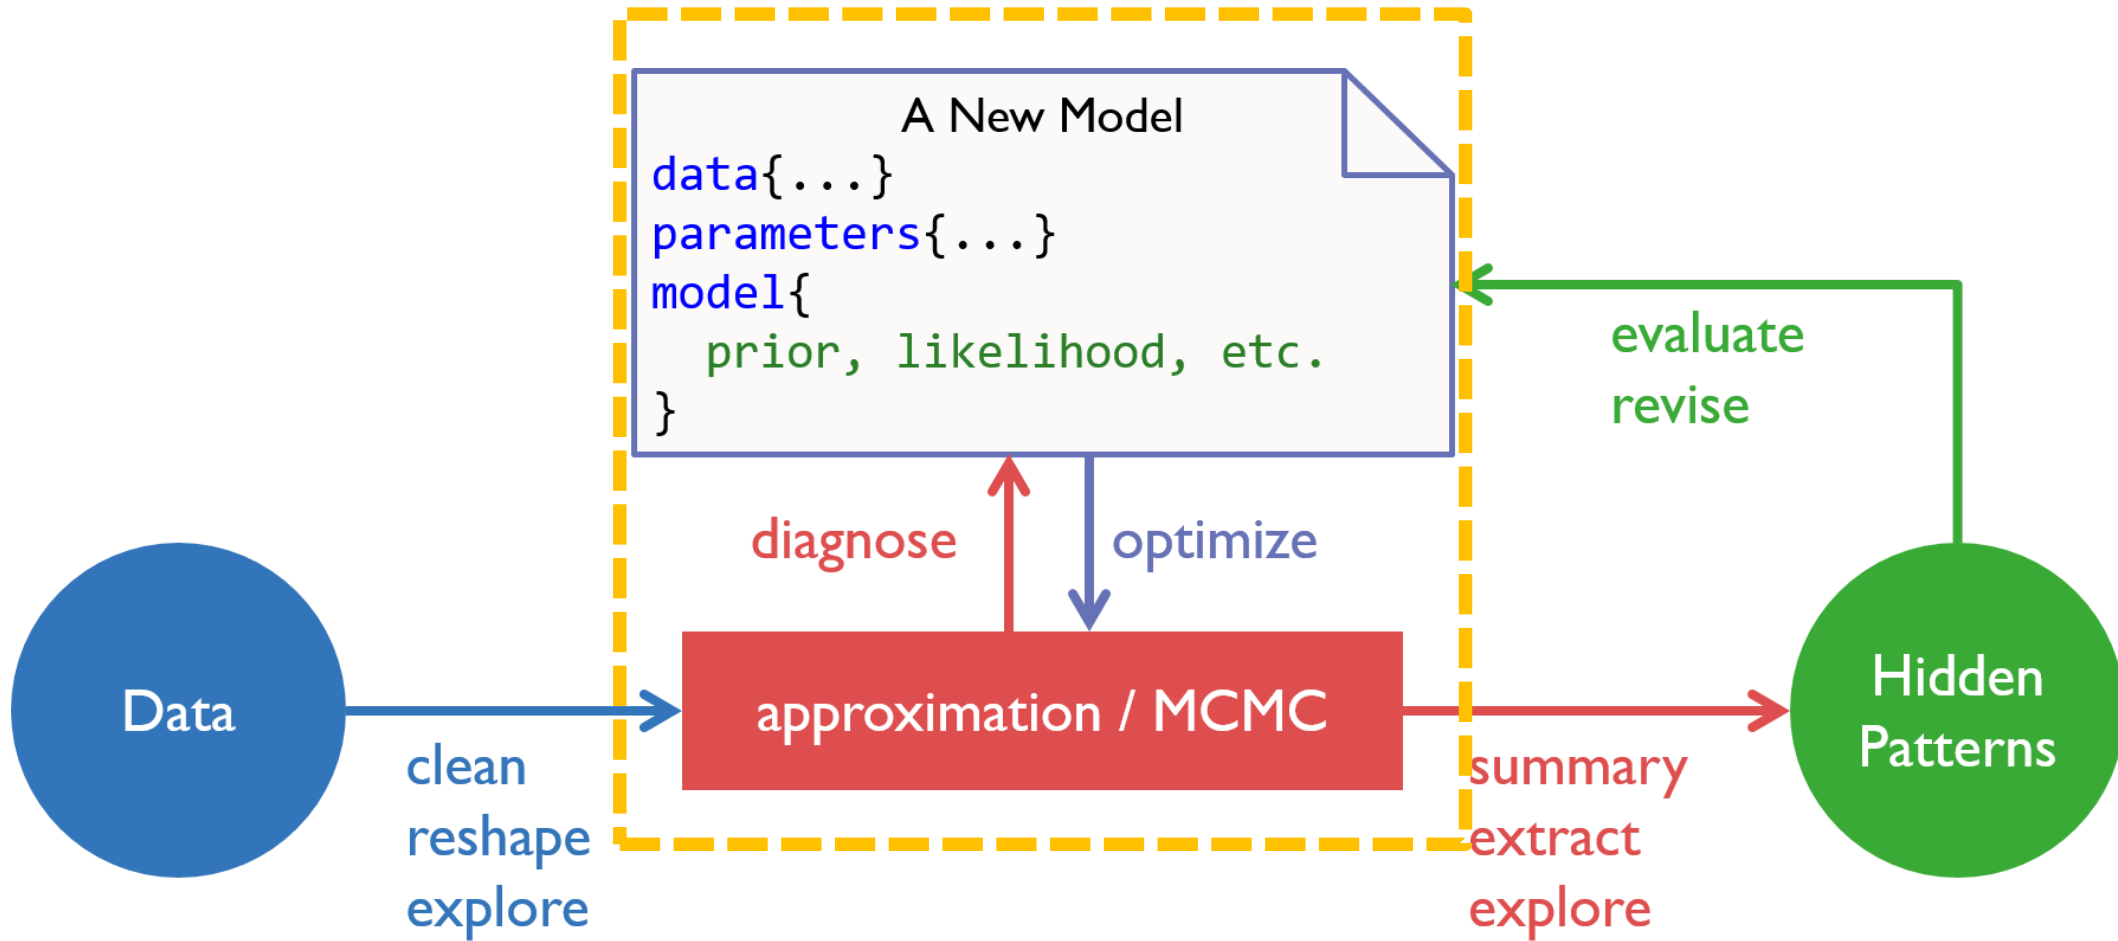 A New Model
data{...}
parameters{...}
model{
  prior, likelihood, etc.
}
evaluate
revise
diagnose
optimize
Data
clean
reshape
explore
approximation / MCMC
summary
extract
explore
Hidden
Patterns